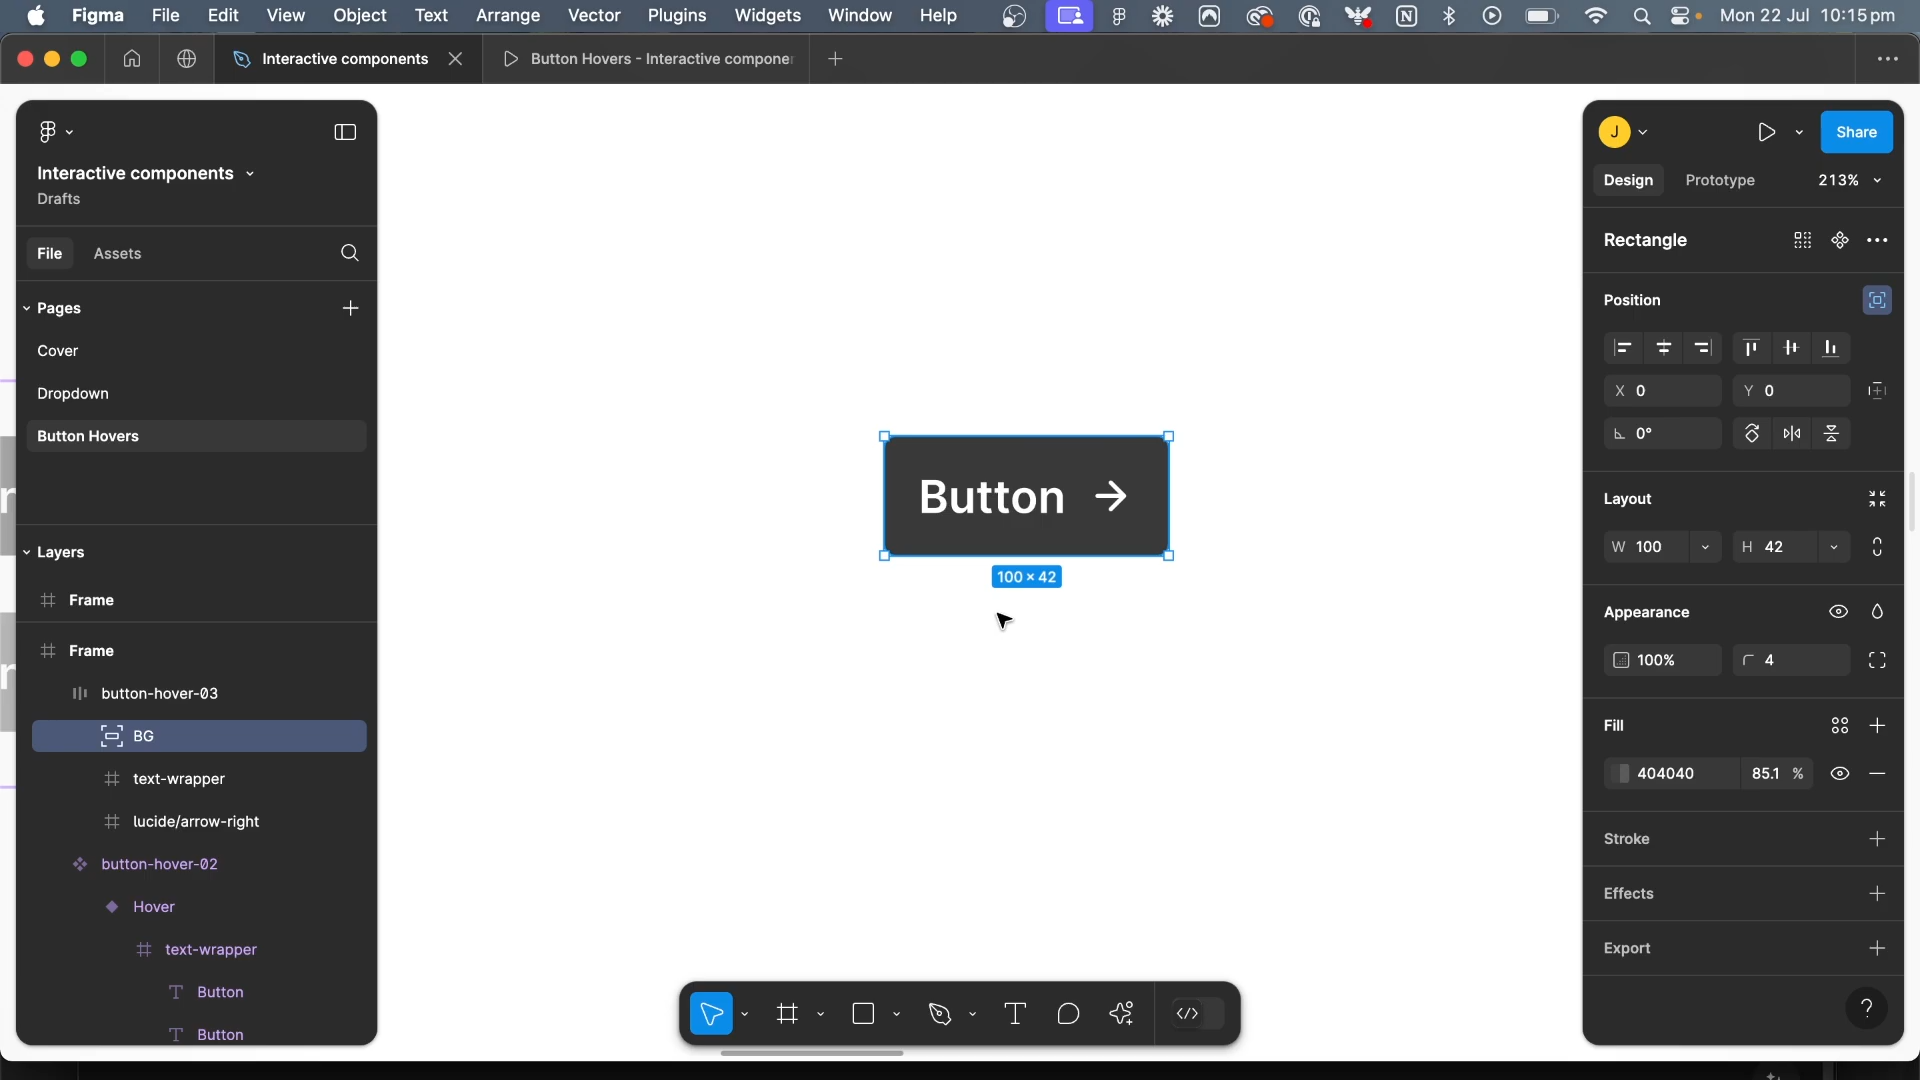 Figma File Edit View Object Text Arrange Vector Plugins Widgets Window Help Mon 22 Jul 10:15 pm
Interactive components Button Hovers - Interactive compone
Interactive components
Drafts
File Assets
Pages
Cover
Dropdown
Button Hovers
Layers
Frame
Frame
button-hover-03
BG
text-wrapper
lucide/arrow-right
button-hover-02
Hover
text-wrapper
Button
Button
Button
100 × 42
J Share
Design Prototype 213%
Rectangle
Position
X 0 Y 0
0°
Layout
W 100 H 42
Appearance
100% 4
Fill
404040 85.1 %
Stroke
Effects
Export
?